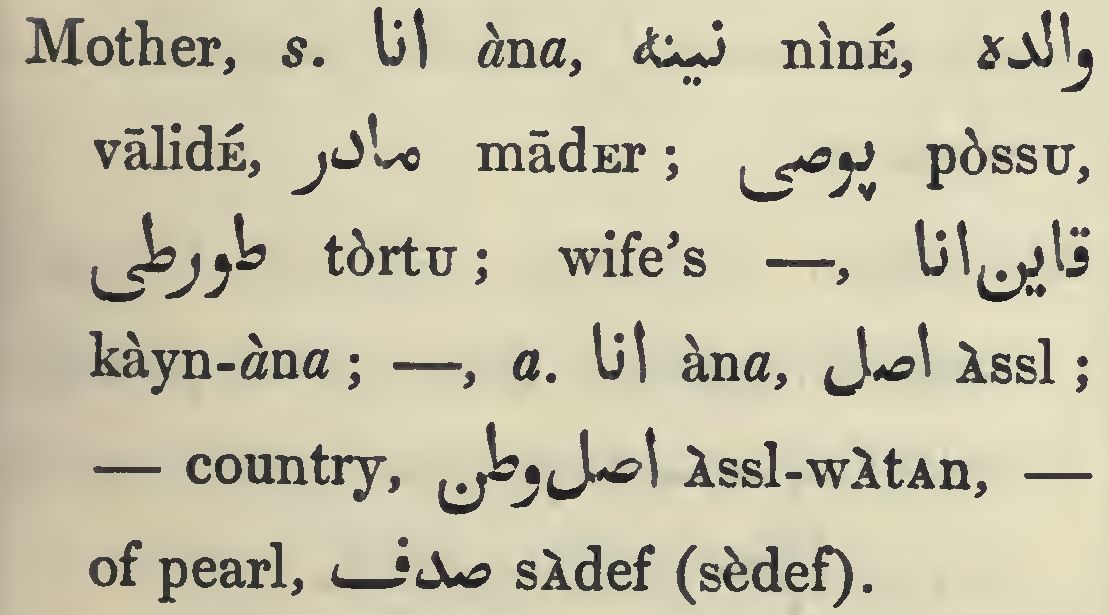 Mother, s. انا àna, نينه nìnÉ, والده
vālidÉ, مادر mādEr ; پوصى pòssU,
طورطى tòrtU ; wife's —, قاين انا
kàyn-àna ; —, a. انا àna, اصل Àssl ;
— country, اصل وطن Àssl-wÀtAn, —
of pearl, صدف sÀdef (sèdef).